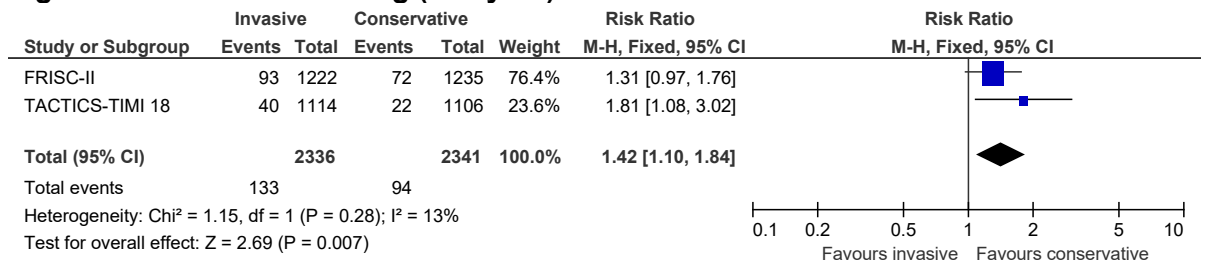 Invasive Conservative Risk Ratio Risk Ratio
Study or Subgroup Events Total Events Total Weight M-H, Fixed, 95% CI M-H, Fixed, 95% CI
FRISC-II 93 1222 72 1235 76.4% 1.31 [0.97, 1.76]
TACTICS-TIMI 18 40 1114 22 1106 23.6% 1.81 [1.08, 3.02]
Total (95% CI) 2336 2341 100.0% 1.42 [1.10, 1.84]
Total events 133 94
Heterogeneity: Chi² = 1.15, df = 1 (P = 0.28); I² = 13%
Test for overall effect: Z = 2.69 (P = 0.007)
0.1 0.2 0.5 1 2 5 10
Favours invasive Favours conservative